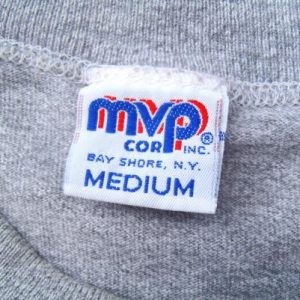 mvp®
CORP INC.
BAY SHORE, N.Y.
MEDIUM